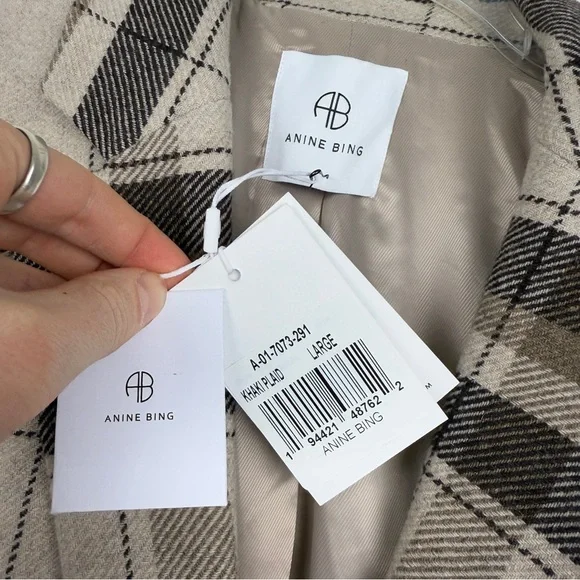 AB
ANINE BING
A-01-7073-291
KHAKI.PLAID LARGE
1 94421 48762 2
ANINE BING
AB
ANINE BING
M